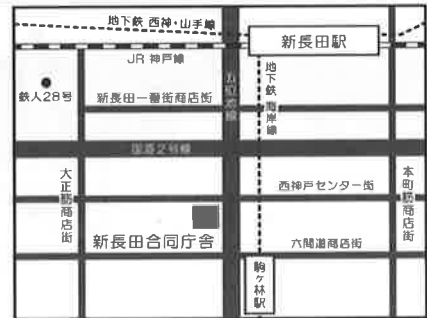 地下鉄 西神・山手線
新長田駅
JR 神戸線
鉄人28号
新長田一番街商店街
五位池線
地下鉄 海岸線
国道2号線
大正筋商店街
西神戸センター街
本町筋商店街
新長田合同庁舎
六間道商店街
駒ヶ林駅